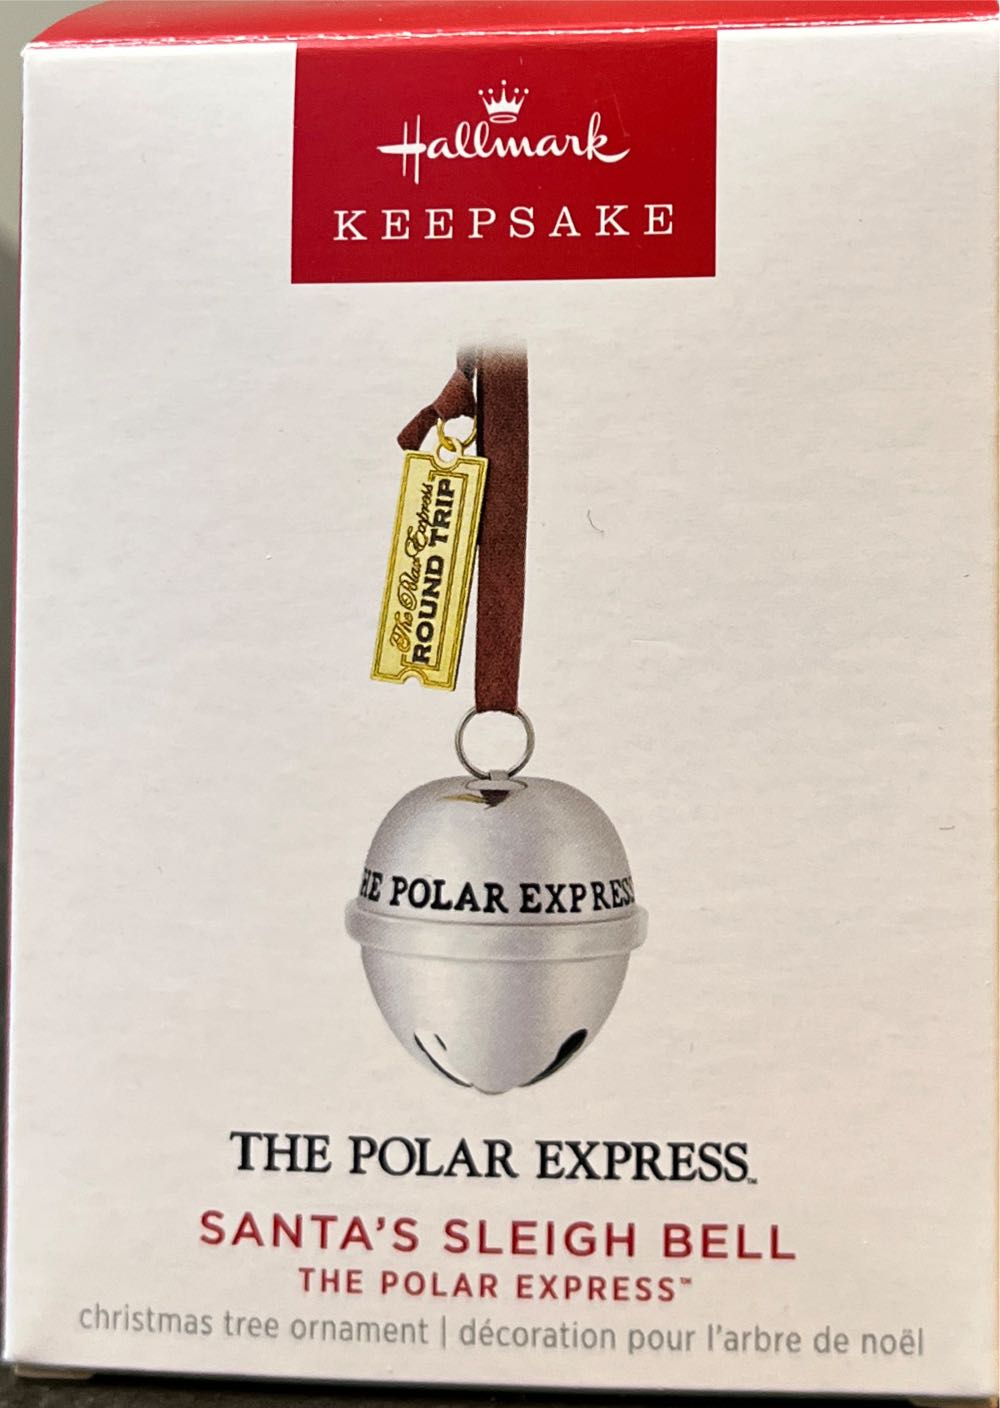 Hallmark
KEEPSAKE
The Polar Express
ROUND TRIP
HE POLAR EXPRESS
THE POLAR EXPRESS™
SANTA'S SLEIGH BELL
THE POLAR EXPRESS™
christmas tree ornament | décoration pour l'arbre de noël